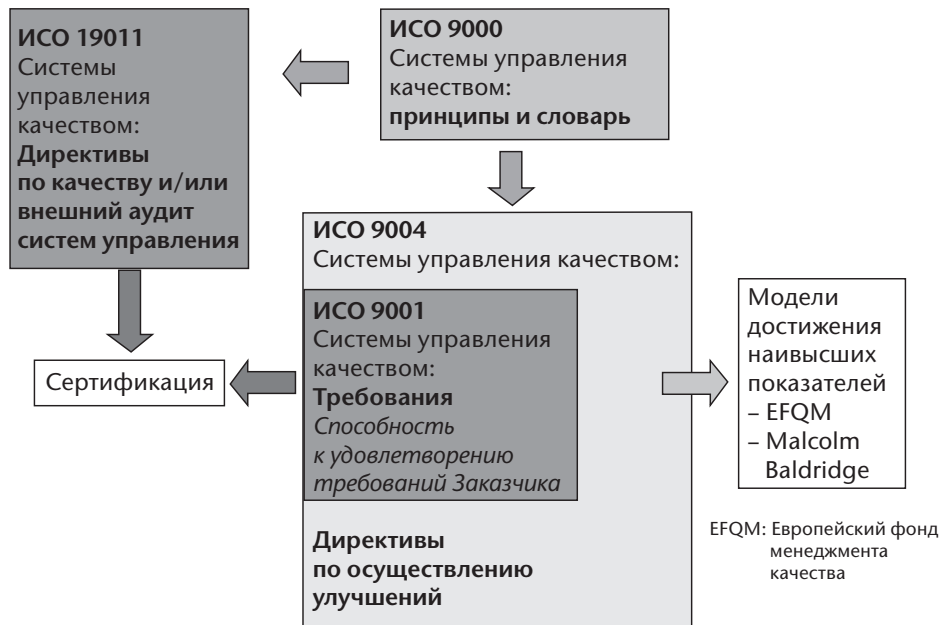 ИСО 19011
Системы
управления
качеством:
Директивы
по качеству и/или
внешний аудит
систем управления
ИСО 9000
Системы управления
качеством:
принципы и словарь
ИСО 9004
Системы управления качеством:
ИСО 9001
Системы управления
качеством:
Требования
Способность
к удовлетворению
требований Заказчика
Директивы
по осуществлению
улучшений
Сертификация
Модели
достижения
наивысших
показателей
– EFQM
– Malcolm
Baldridge
EFQM: Европейский фонд
менеджмента
качества